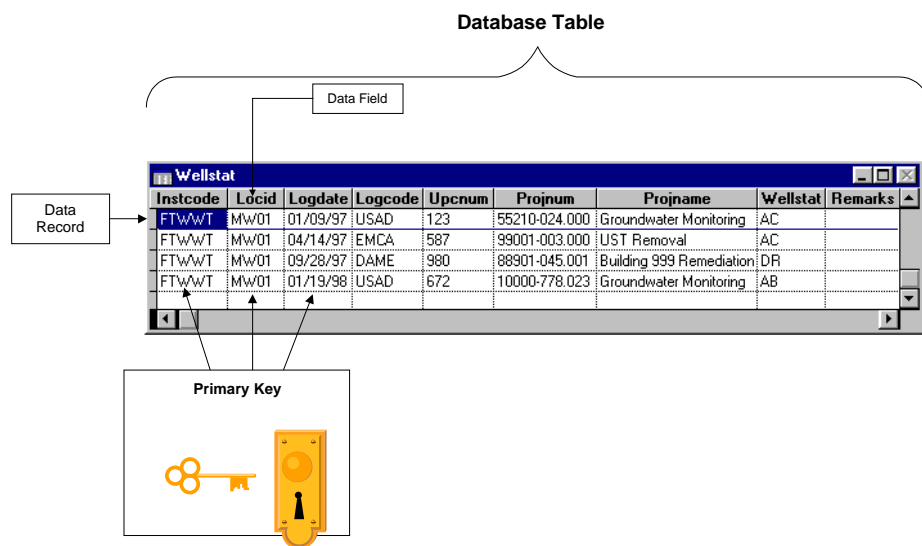 Database Table
Data Field
Wellstat
Instcode Locid Logdate Logcode Upcnum Projnum Projname Wellstat Remarks
Data
Record
FTWWT MW01 01/09/97 USAD 123 55210-024.000 Groundwater Monitoring AC
FTWWT MW01 04/14/97 EMCA 587 99001-003.000 UST Removal AC
FTWWT MW01 09/28/97 DAME 980 88901-045.001 Building 999 Remediation DR
FTWWT MW01 01/19/98 USAD 672 10000-778.023 Groundwater Monitoring AB
Primary Key